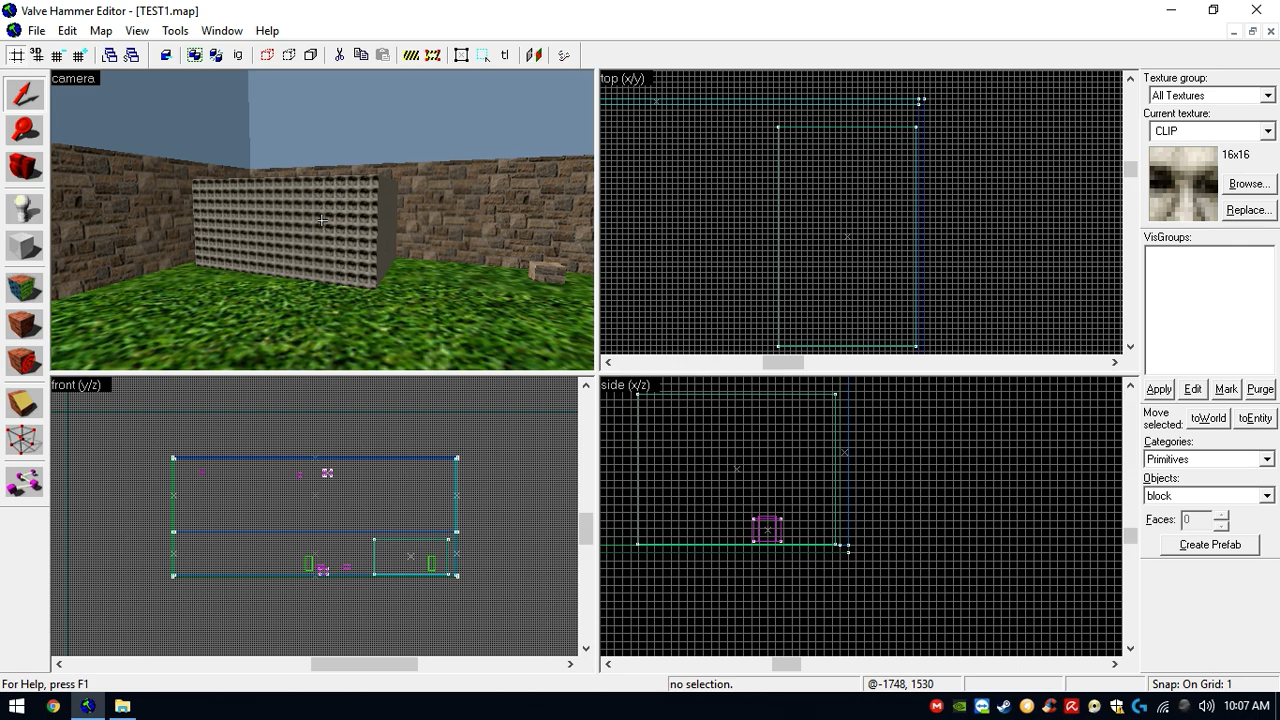 Valve Hammer Editor - [TEST1.map]
File Edit Map View Tools Window Help
camera
top (x/y)
front (y/z)
side (x/z)
Texture group:
All Textures
Current texture:
CLIP
16x16
Browse...
Replace...
VisGroups:
Apply Edit Mark Purge
Move selected: toWorld toEntity
Categories:
Primitives
Objects:
block
Faces: 0
Create Prefab
For Help, press F1 no selection. @-1748, 1530 Snap: On Grid: 1
10:07 AM